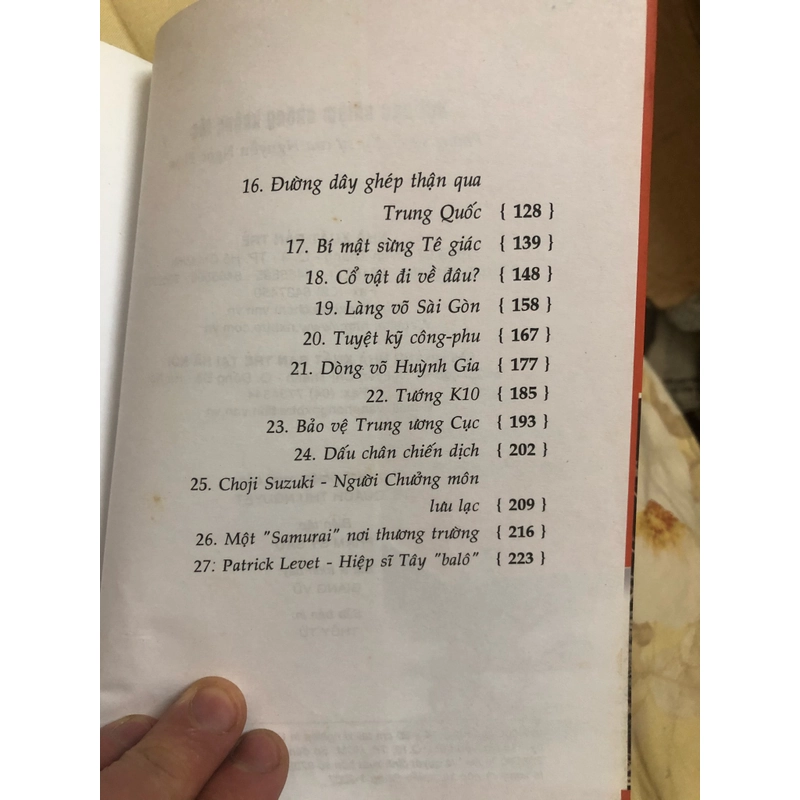 16. Đường dây ghép thận qua
Trung Quốc { 128 }
17. Bí mật sừng Tê giác { 139 }
18. Cổ vật đi về đâu? { 148 }
19. Làng võ Sài Gòn { 158 }
20. Tuyệt kỹ công-phu { 167 }
21. Dòng võ Huỳnh Gia { 177 }
22. Tướng K10 { 185 }
23. Bảo vệ Trung ương Cục { 193 }
24. Dấu chân chiến dịch { 202 }
25. Choji Suzuki - Người Chưởng môn
lưu lạc { 209 }
26. Một "Samurai" nơi thương trường { 216 }
27: Patrick Levet - Hiệp sĩ Tây "balô" { 223 }